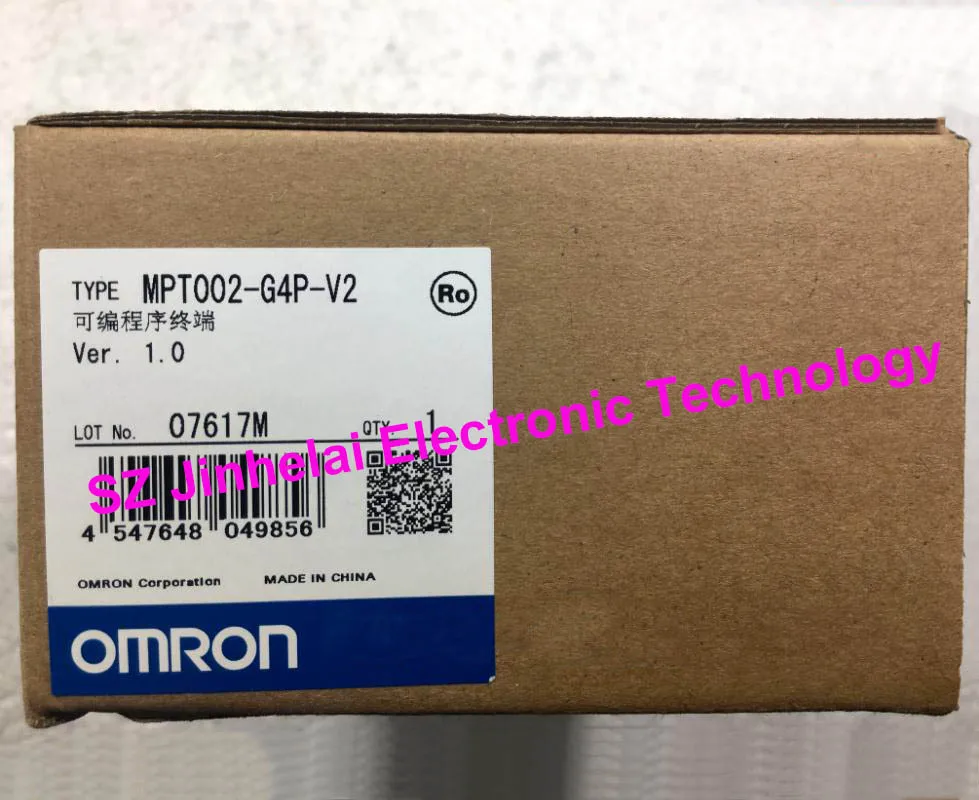 TYPE MPT002-G4P-V2
Ro
可编程序终端
Ver. 1.0
LOT No. 07617M QTY. 1
SZ Jinhelai Electronic Technology
4 547648 049856
OMRON Corporation MADE IN CHINA
OMRON